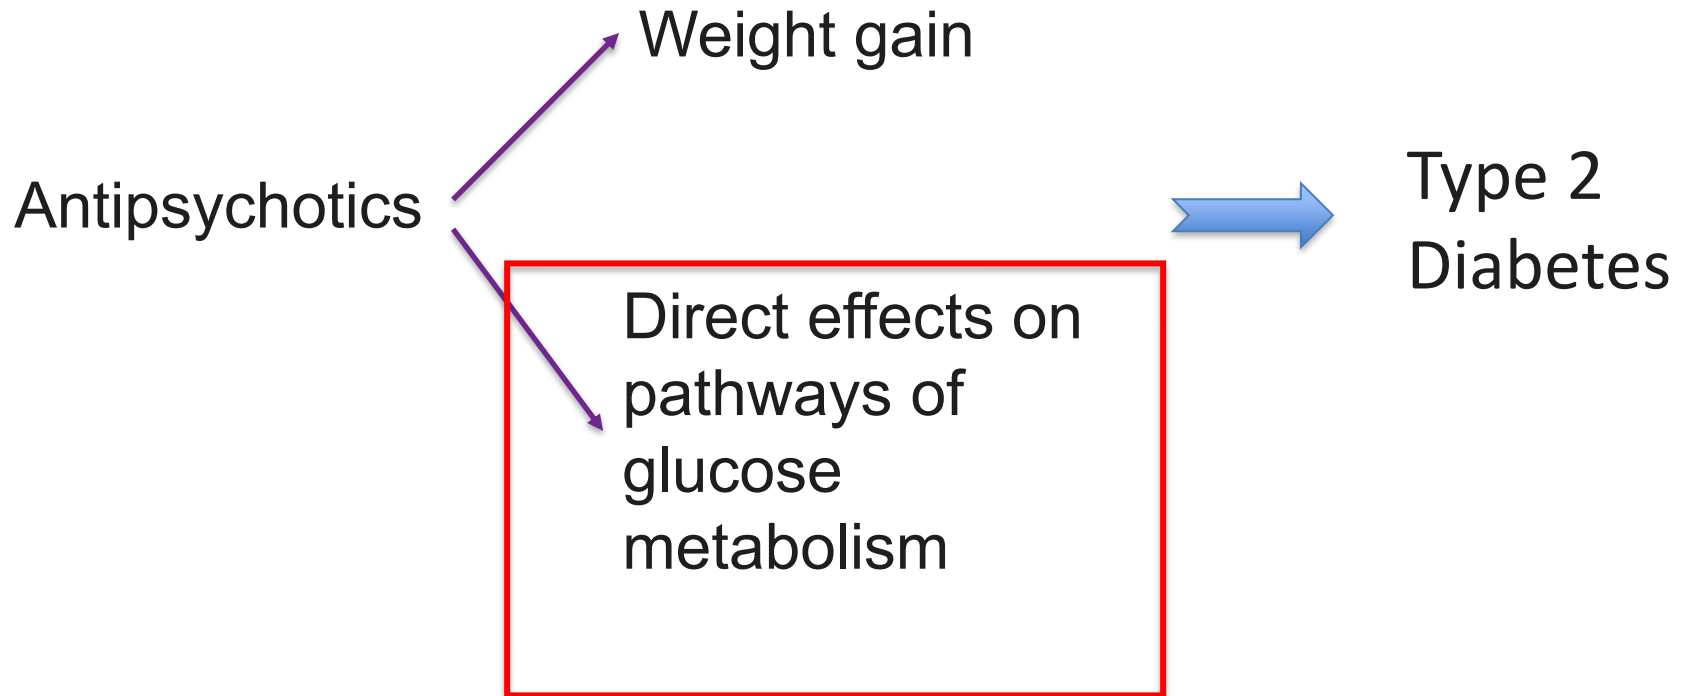 Weight gain
Antipsychotics
Type 2
Diabetes
Direct effects on
pathways of
glucose
metabolism